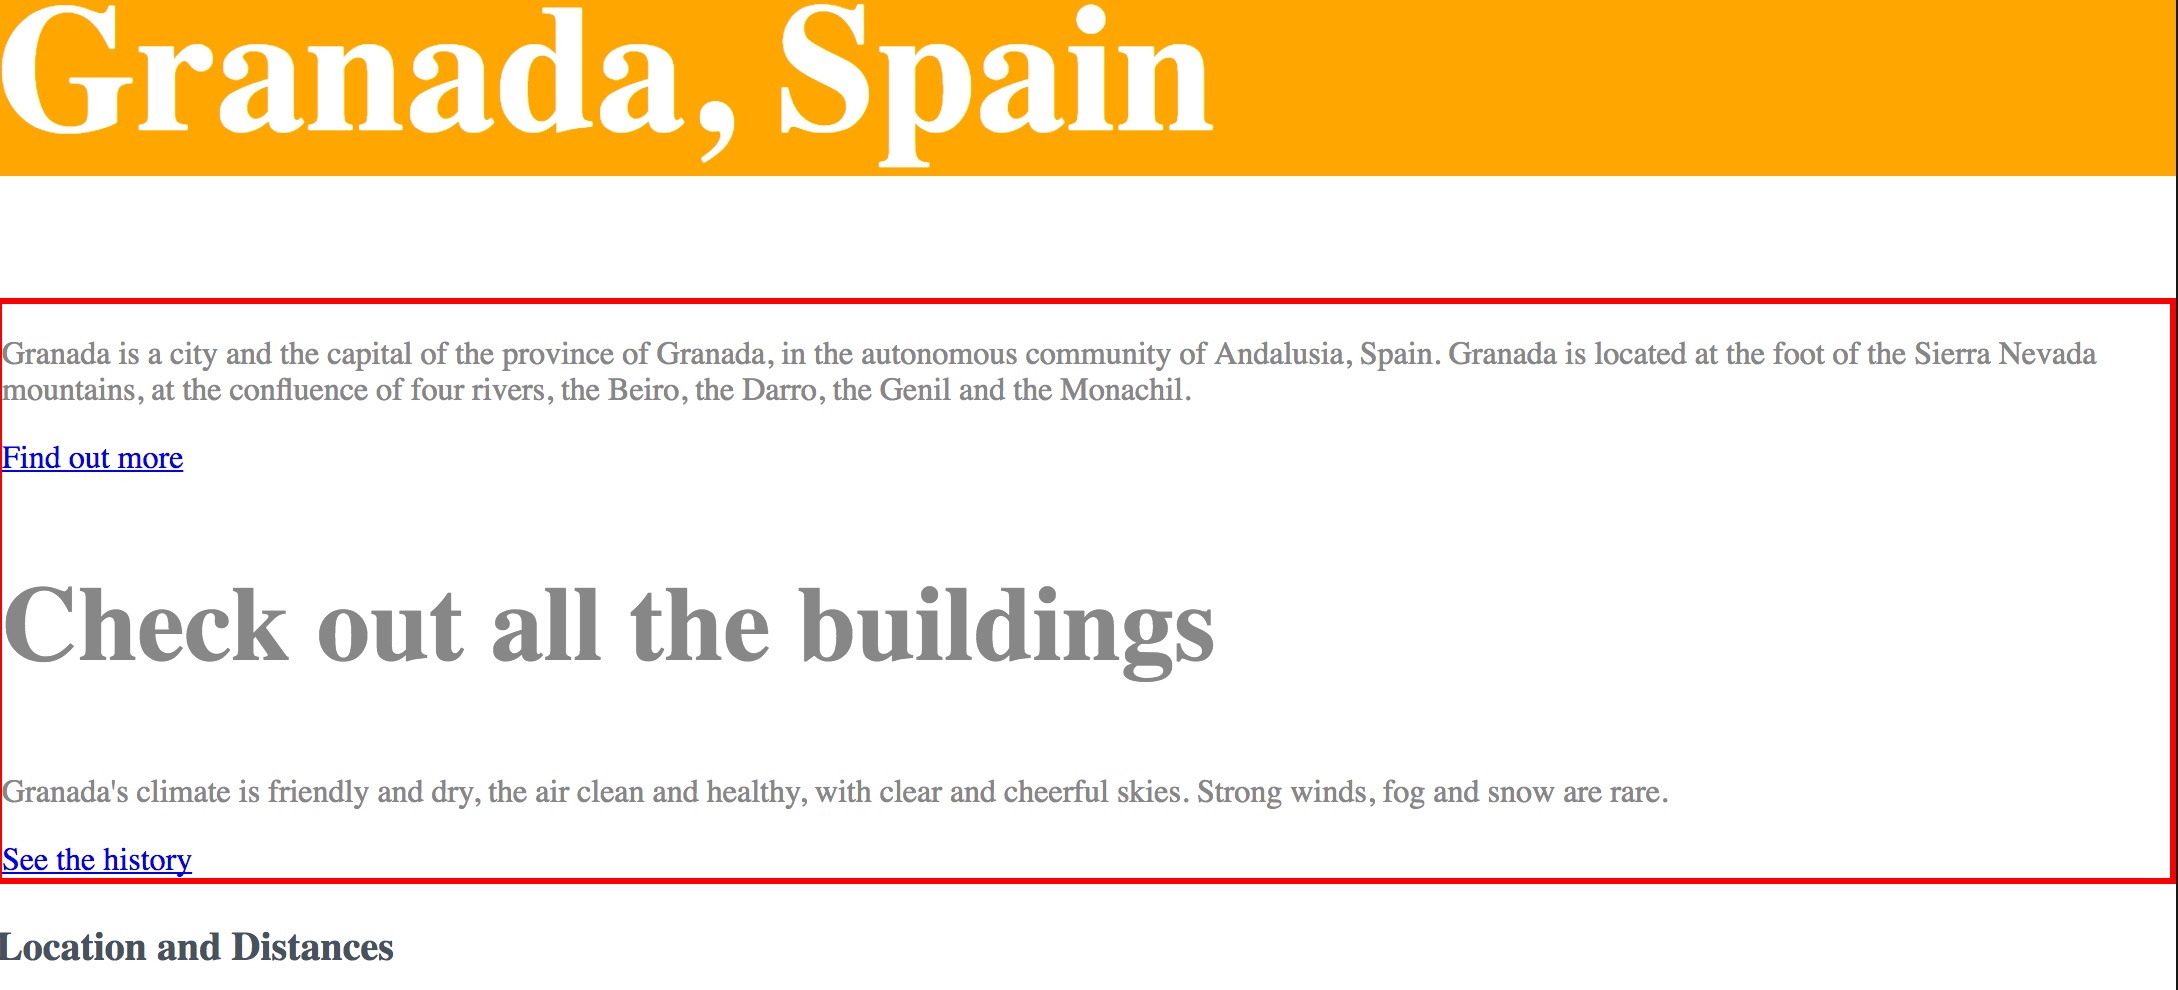 Granada, Spain
Granada is a city and the capital of the province of Granada, in the autonomous community of Andalusia, Spain. Granada is located at the foot of the Sierra Nevada
mountains, at the confluence of four rivers, the Beiro, the Darro, the Genil and the Monachil.
Find out more
Check out all the buildings
Granada's climate is friendly and dry, the air clean and healthy, with clear and cheerful skies. Strong winds, fog and snow are rare.
See the history
Location and Distances